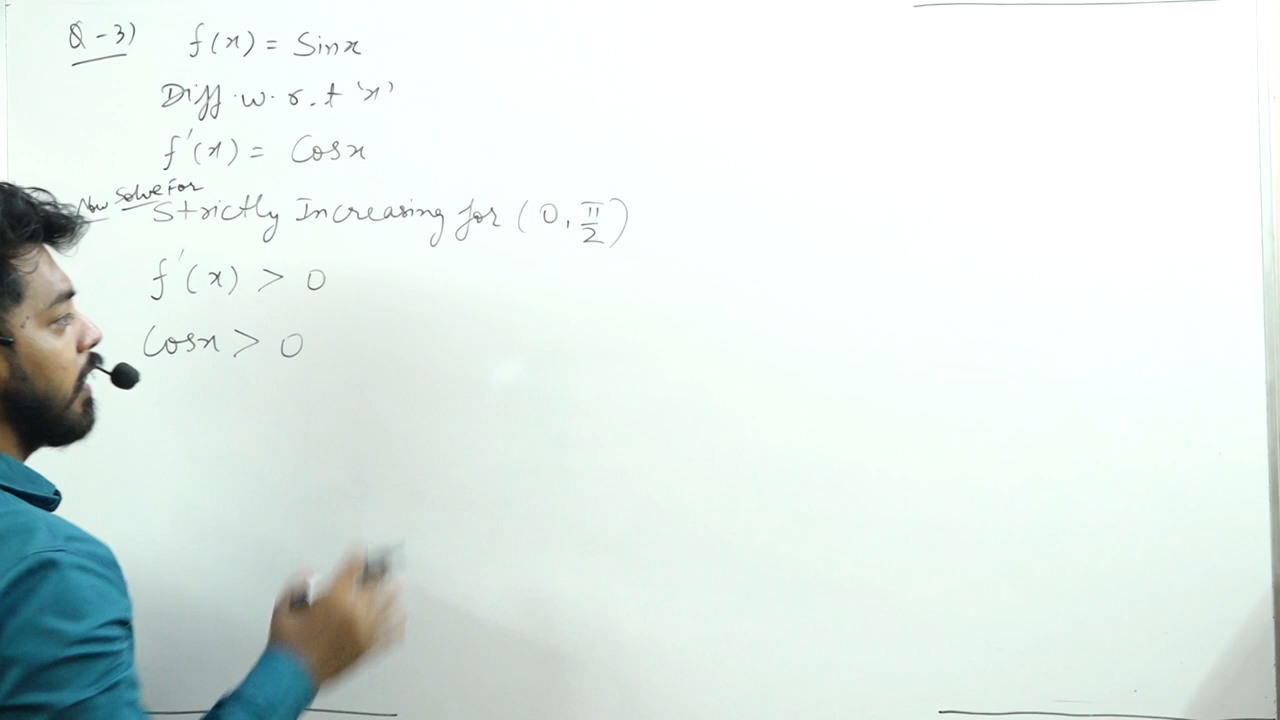 Q-3) f(x) = Sinx
Diff. w. r. t 'x'
f'(x) = Cosx
Now Solve For
Strictly Increasing for (0, π/2)
f'(x) > 0
Cosx > 0